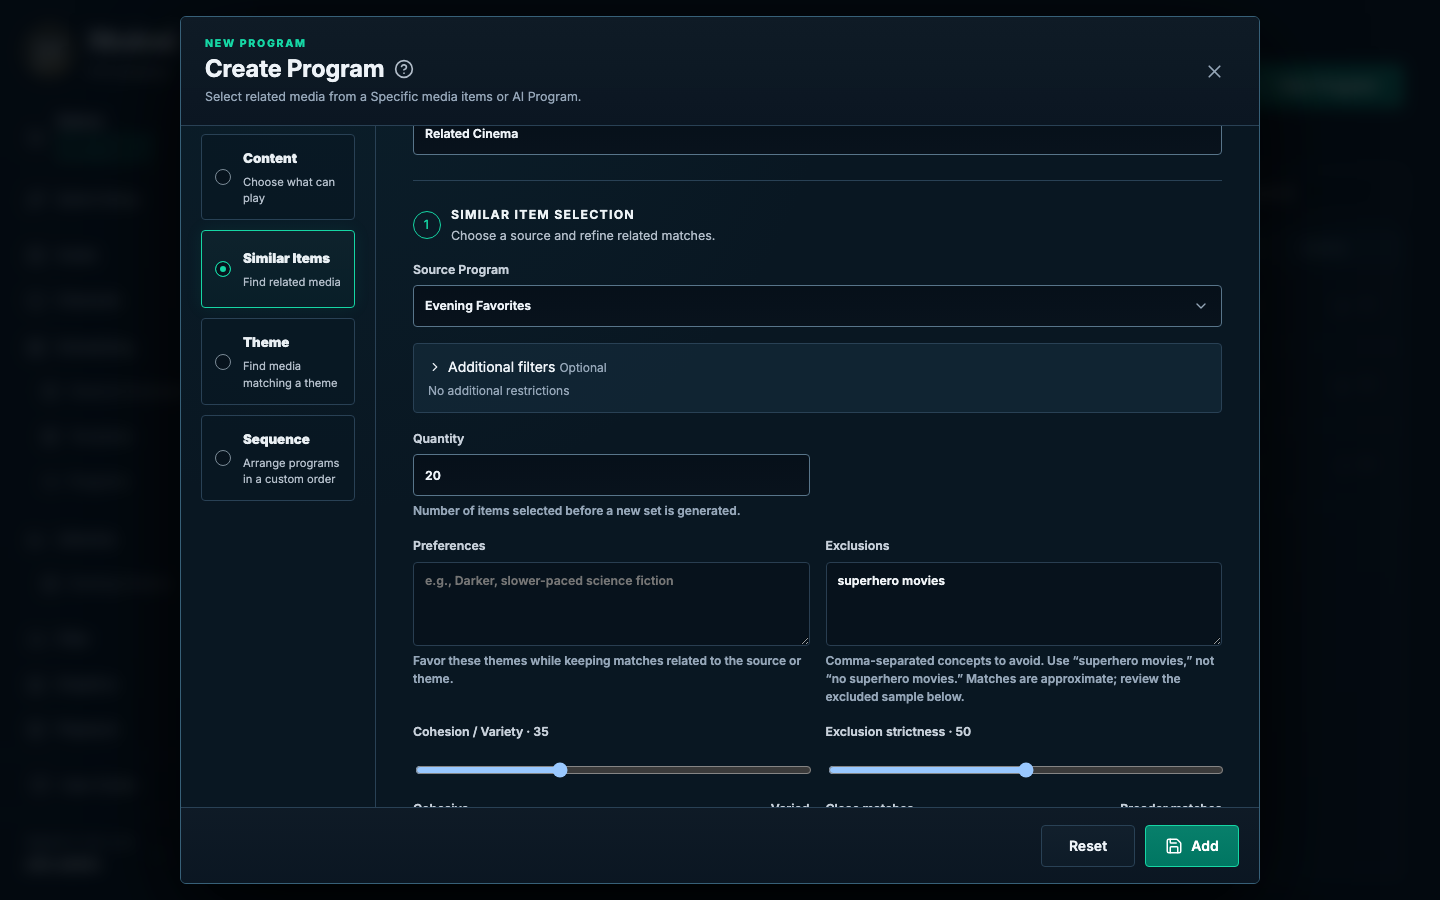 NEW PROGRAM
Create Program
Select related media from a Specific media items or AI Program.
Content
Choose what can
play
Similar Items
Find related media
Theme
Find media
matching a theme
Sequence
Arrange programs
in a custom order
Related Cinema
1
SIMILAR ITEM SELECTION
Choose a source and refine related matches.
Source Program
Evening Favorites
Additional filters Optional
No additional restrictions
Quantity
20
Number of items selected before a new set is generated.
Preferences
e.g., Darker, slower-paced science fiction
Favor these themes while keeping matches related to the source or
theme.
Exclusions
superhero movies
Comma-separated concepts to avoid. Use “superhero movies,” not
“no superhero movies.” Matches are approximate; review the
excluded sample below.
Cohesion / Variety · 35
Exclusion strictness · 50
Cohesive
Varied
Close matches
Broader matches
Reset
Add